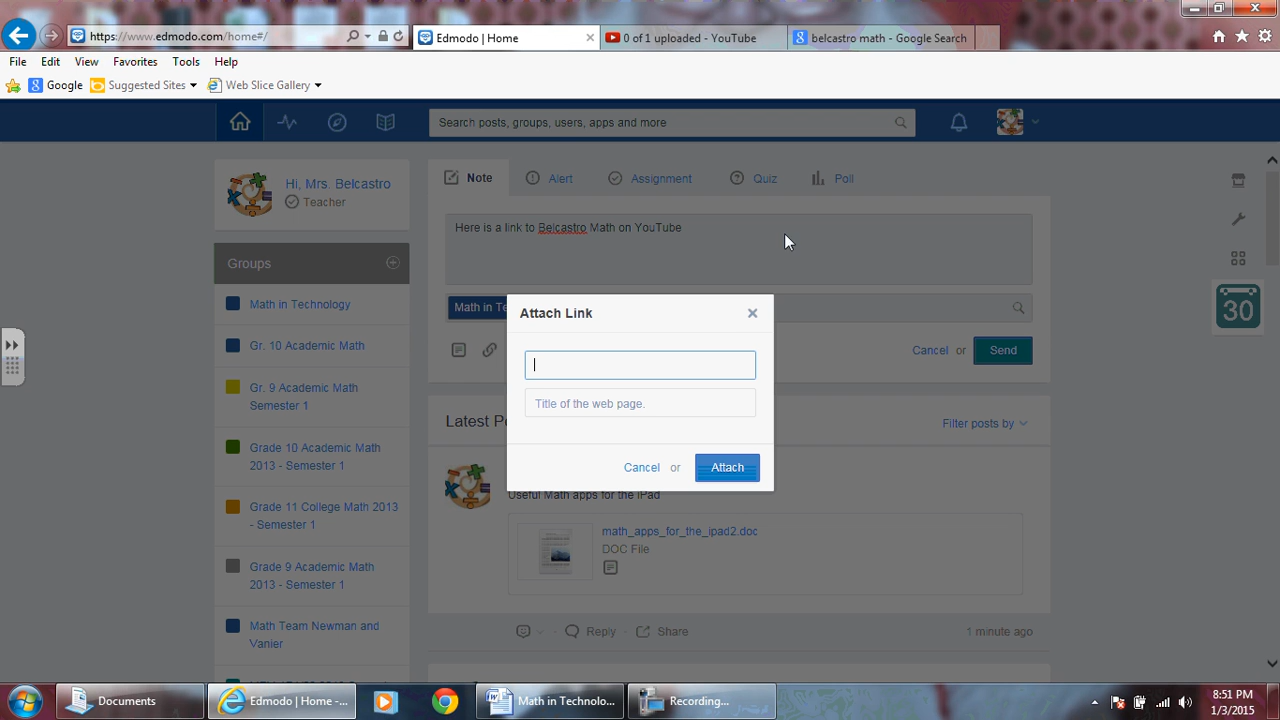 https://www.edmodo.com/home#/
Edmodo | Home
0 of 1 uploaded - YouTube
belcastro math - Google Search
File Edit View Favorites Tools Help
Google Suggested Sites Web Slice Gallery
Search posts, groups, users, apps and more
Hi, Mrs. Belcastro
Teacher
Note Alert Assignment Quiz Poll
Here is a link to Belcastro Math on YouTube
Groups
Math in Technology
Gr. 10 Academic Math
Gr. 9 Academic Math
Semester 1
Grade 10 Academic Math
2013 - Semester 1
Grade 11 College Math 2013
- Semester 1
Grade 9 Academic Math
2013 - Semester 1
Math Team Newman and
Vanier
Math in Te
Attach Link
Title of the web page.
Cancel or Attach
Cancel or Send
30
Latest Po
Filter posts by
Useful Math apps for the iPad
math_apps_for_the_ipad2.doc
DOC File
Reply Share 1 minute ago
Documents
Edmodo | Home -...
Math in Technolo...
Recording...
8:51 PM
1/3/2015